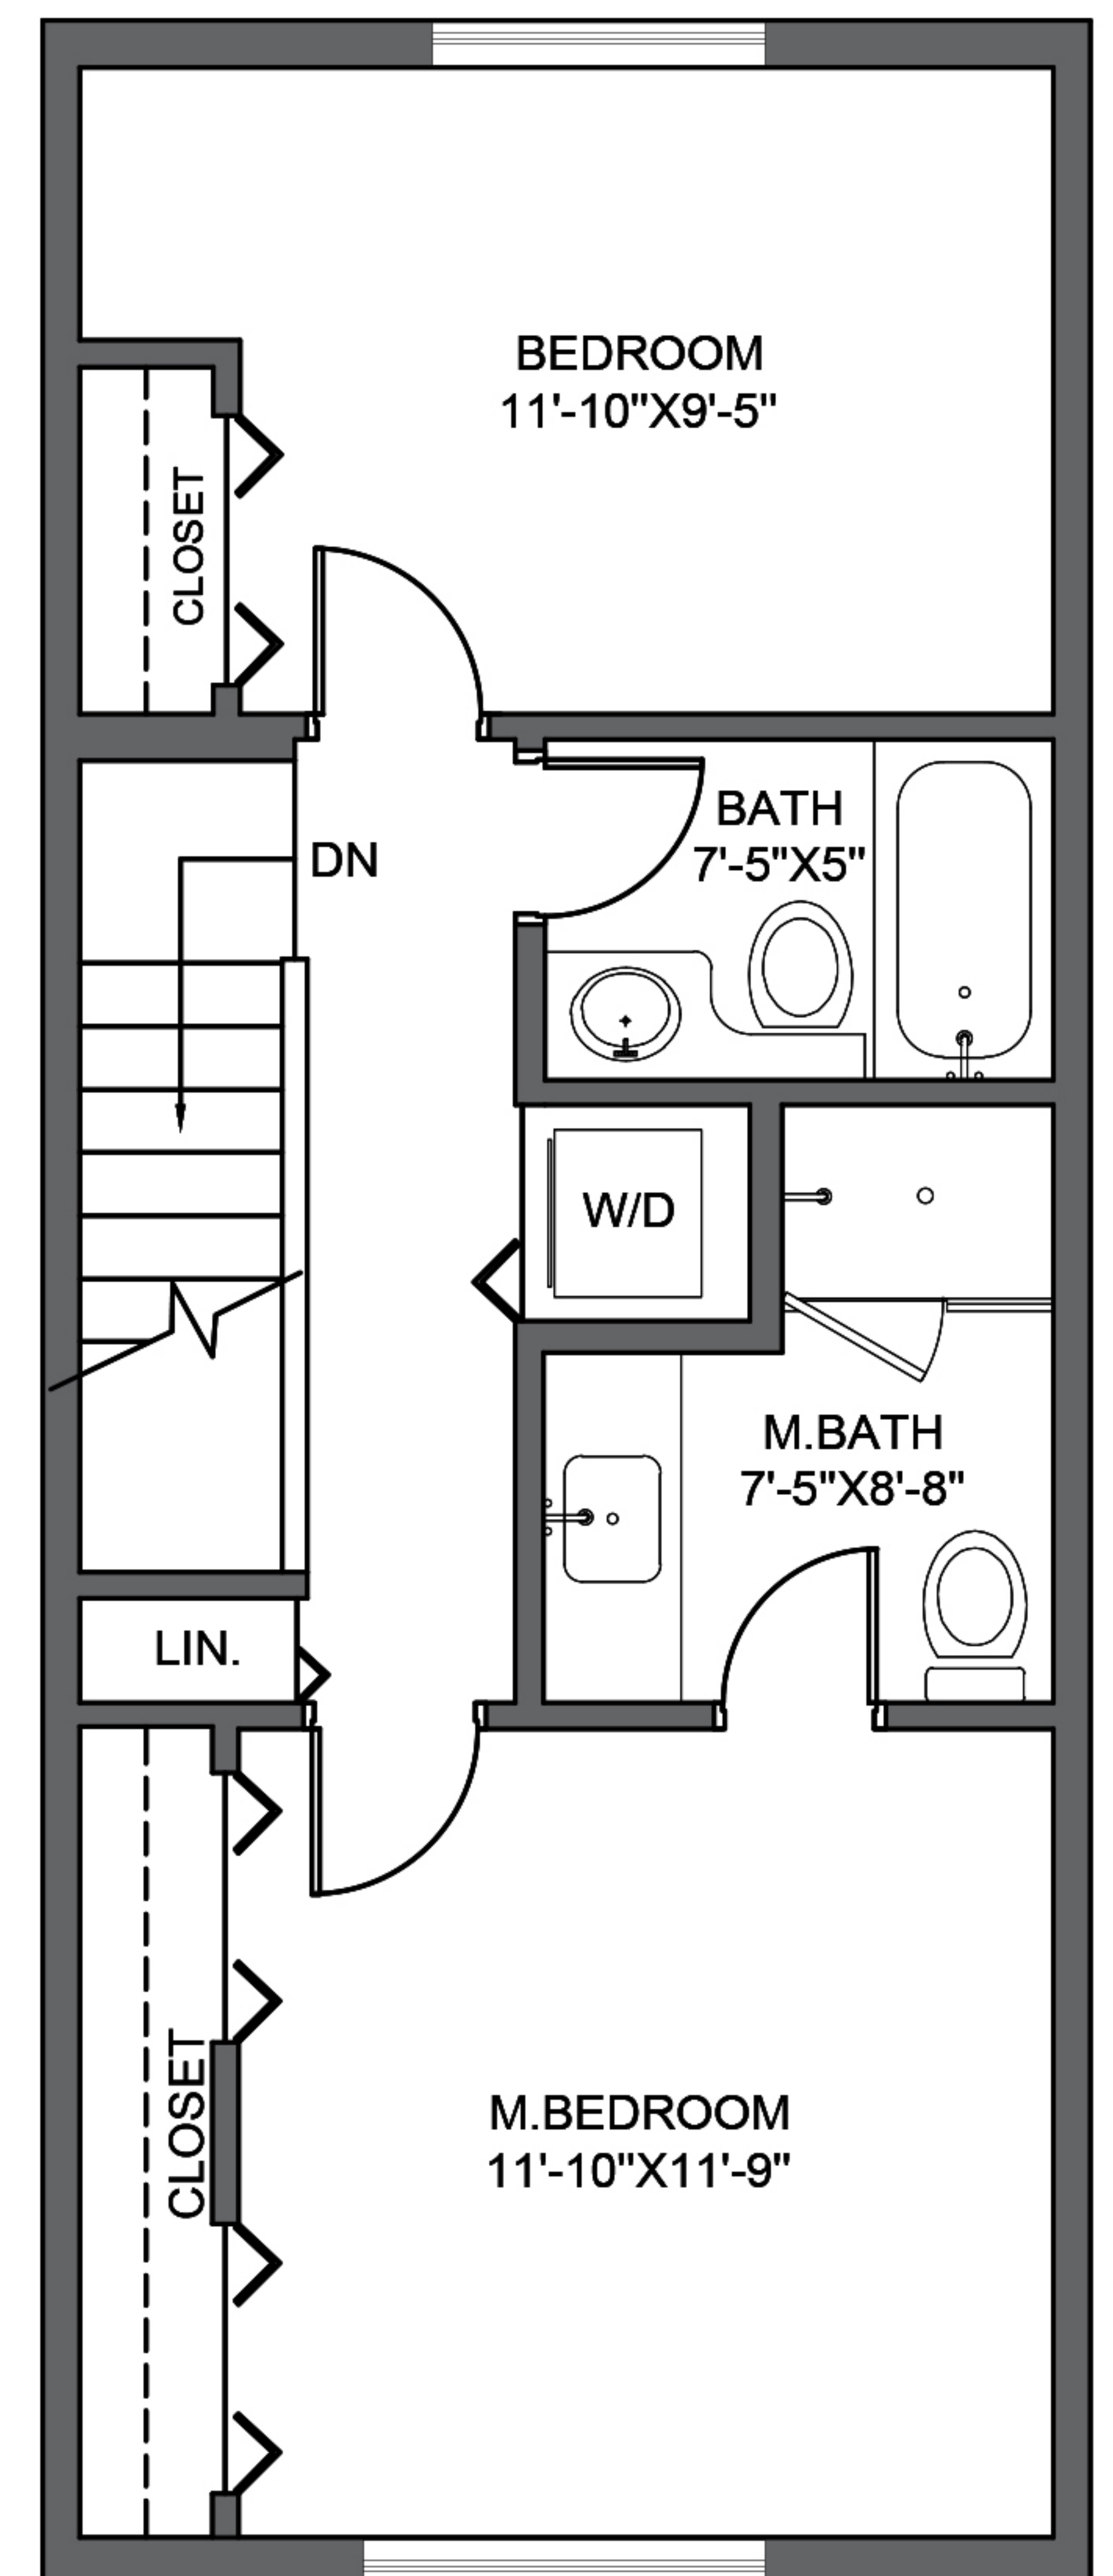 BEDROOM
11'-10"X9'-5"
CLOSET
DN
BATH
7'-5"X5"
W/D
M.BATH
7'-5"X8'-8"
LIN.
CLOSET
M.BEDROOM
11'-10"X11'-9"